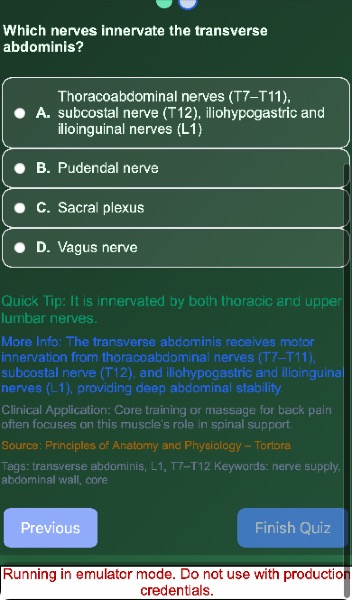 Which nerves innervate the transverse
abdominis?
A. Thoracoabdominal nerves (T7–T11),
subcostal nerve (T12), iliohypogastric and
ilioinguinal nerves (L1)
B. Pudendal nerve
C. Sacral plexus
D. Vagus nerve
Quick Tip: It is innervated by both thoracic and upper
lumbar nerves.
More Info: The transverse abdominis receives motor
innervation from thoracoabdominal nerves (T7–T11),
subcostal nerve (T12), and iliohypogastric and ilioinguinal
nerves (L1), providing deep abdominal stability.
Clinical Application: Core training or massage for back pain
often focuses on this muscle's role in spinal support.
Source: Principles of Anatomy and Physiology – Tortora
Tags: transverse abdominis, L1, T7–T12 Keywords: nerve supply,
abdominal wall, core
Previous
Finish Quiz
Running in emulator mode. Do not use with production
credentials.